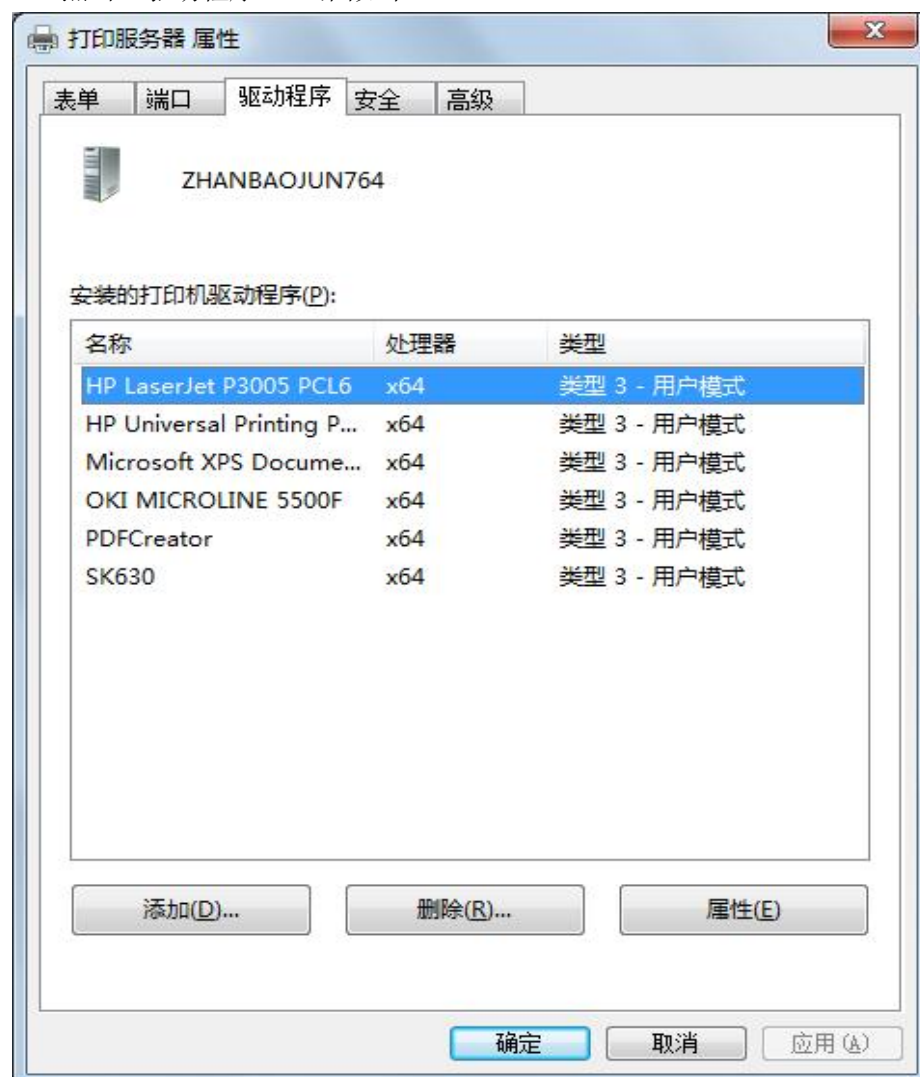 打印服务器 属性
表单 端口 驱动程序 安全 高级
ZHANBAOJUN764
安装的打印机驱动程序(P):
名称 处理器 类型
HP LaserJet P3005 PCL6 x64 类型 3 - 用户模式
HP Universal Printing P... x64 类型 3 - 用户模式
Microsoft XPS Docume... x64 类型 3 - 用户模式
OKI MICROLINE 5500F x64 类型 3 - 用户模式
PDFCreator x64 类型 3 - 用户模式
SK630 x64 类型 3 - 用户模式
添加(D)... 删除(R)... 属性(E)
确定 取消 应用(A)